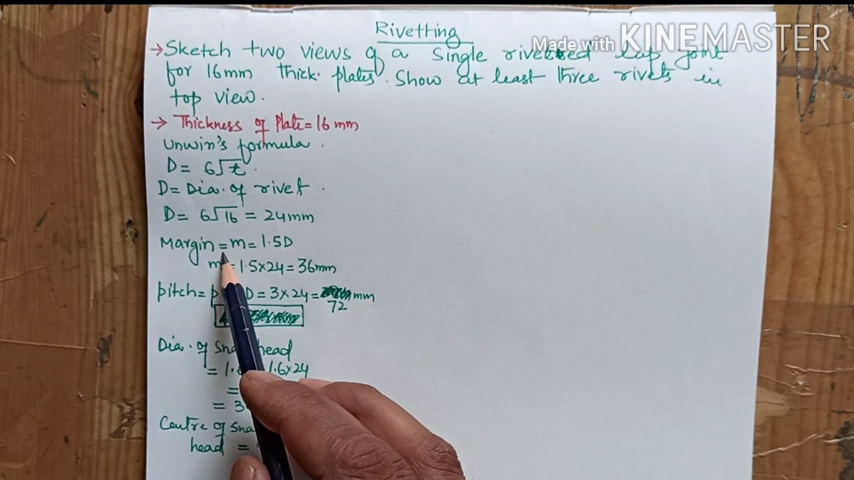 Rivetting
Made with KINEMASTER
→ Sketch two views of a single rivetted lap joint
for 16mm thick plates. Show at least three rivets in
top view.
→ Thickness of Plate = 16 mm
Unwin's formula.
D = 6√t.
D = Dia. of rivet.
D = 6√16 = 24mm
Margin = m = 1.5D
m = 1.5×24 = 36mm
pitch = p D = 3×24 = mm
72
Dia. of head
= 1. 1.6×24
=
= 3
Centre of
head =